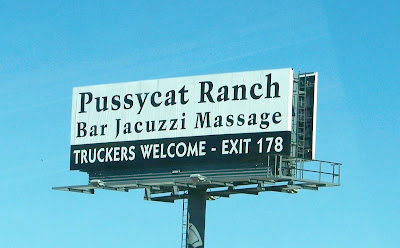 Pussycat Ranch
Bar Jacuzzi Massage
TRUCKERS WELCOME - EXIT 178